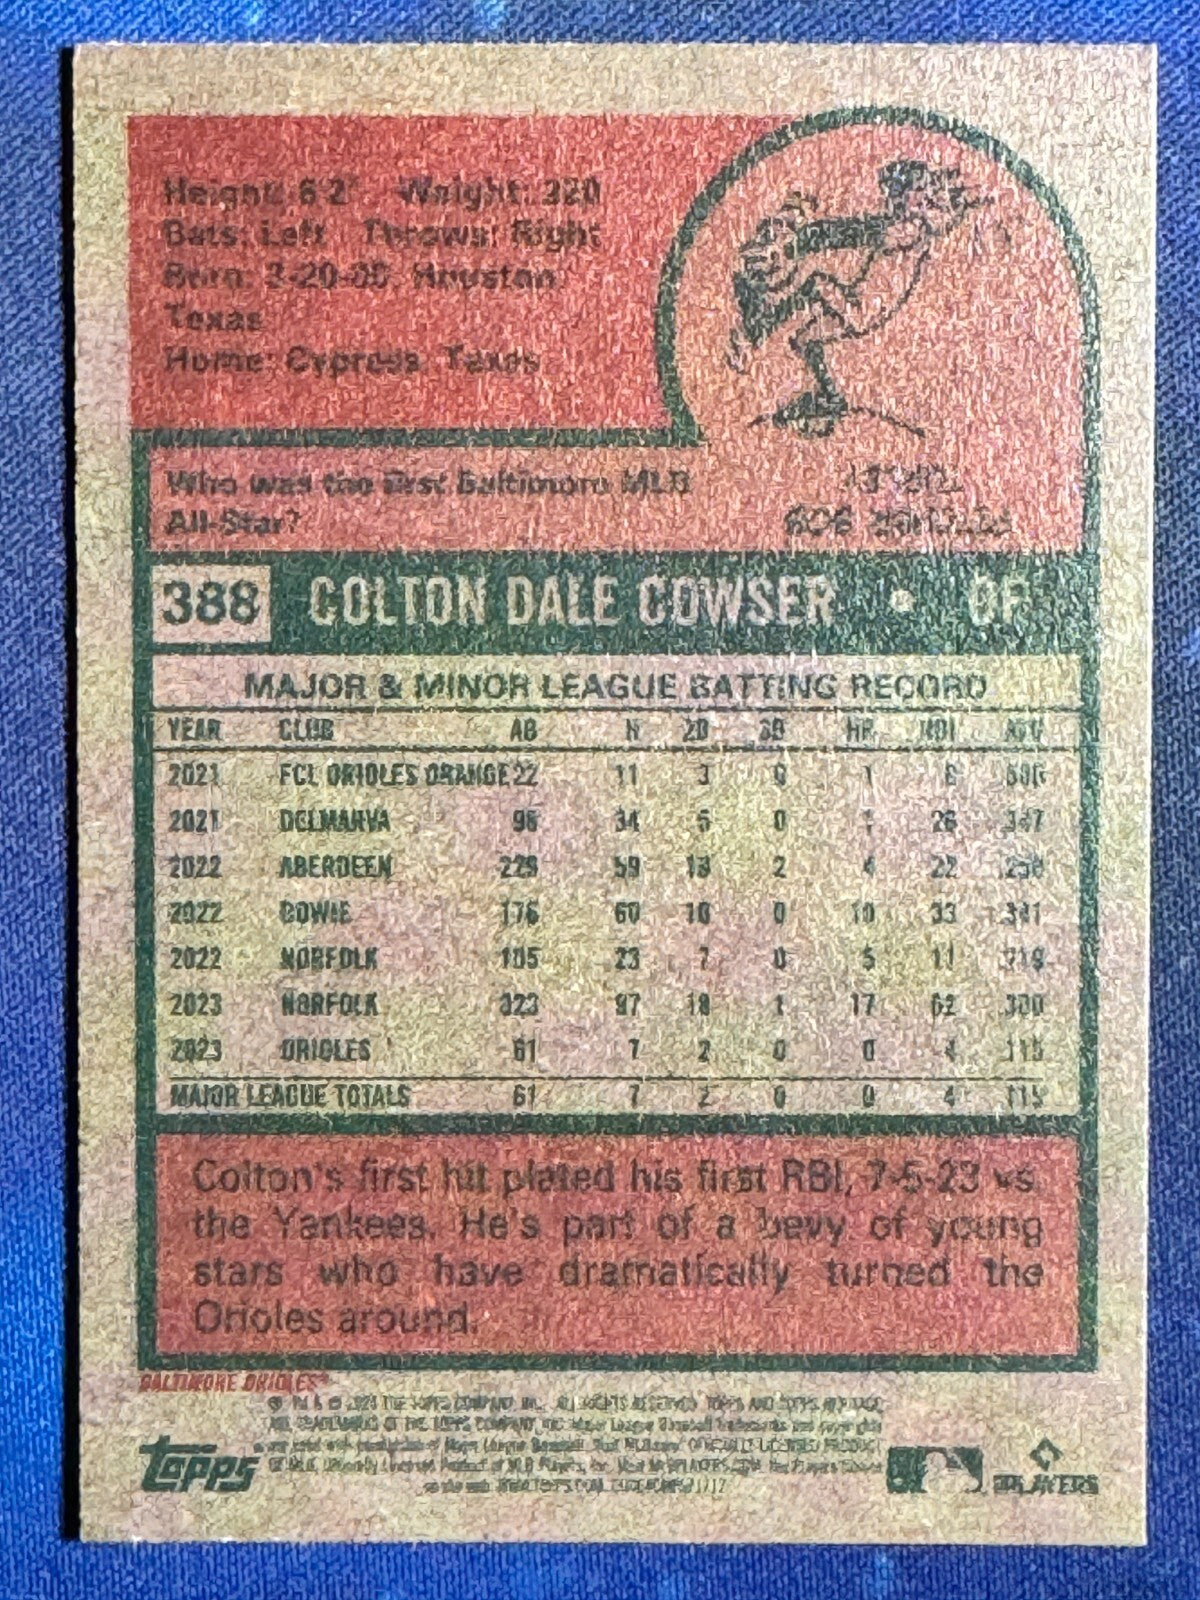 Height: 6'2" Weight: 220
Bats: Left Throws: Right
Born: 3-20-00, Houston,
Texas
Home: Cypress, Texas
Who was the first Baltimore MLB
All-Star?
388 COLTON DALE COWSER • OF
MAJOR & MINOR LEAGUE BATTING RECORD
YEAR CLUB AB H 2B 3B HR RBI AVG
2021 FCL ORIOLES ORANGE 22 11 3 0 1 8 .500
2021 DELMARVA 95 34 5 0 1 26 .347
2022 ABERDEEN 229 59 19 2 4 22 .258
2022 BOWIE 176 60 10 0 10 33 .341
2022 NORFOLK 105 23 7 0 5 11 .219
2023 NORFOLK 323 97 18 1 17 62 .300
2023 ORIOLES 61 7 2 0 0 4 .115
MAJOR LEAGUE TOTALS 61 7 2 0 0 4 .115
Colton's first hit plated his first RBI, 7-5-23 vs.
the Yankees. He's part of a bevy of young
stars who have dramatically turned the
Orioles around.
BALTIMORE ORIOLES®
topps
PLAYERS